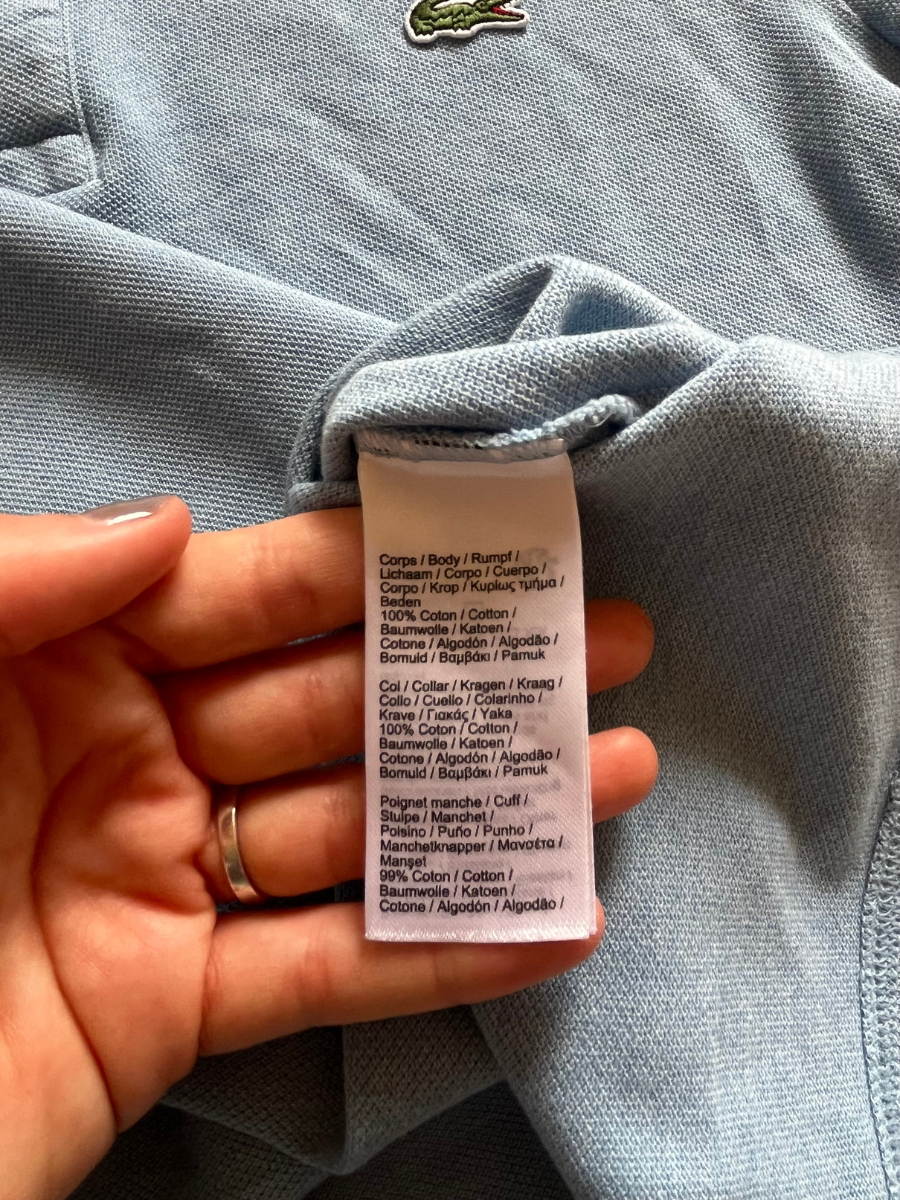 Corps / Body / Rumpf /
Lichaam / Corpo / Cuerpo /
Corpo / Krop / Κυρίως τμήμα /
Beden
100% Coton / Cotton /
Baumwolle / Katoen /
Cotone / Algodón / Algodão /
Bomuld / Βαμβάκι / Pamuk
Col / Collar / Kragen / Kraag /
Collo / Cuello / Colarinho /
Krave / Γιακάς / Yaka
100% Coton / Cotton /
Baumwolle / Katoen /
Cotone / Algodón / Algodão /
Bomuld / Βαμβάκι / Pamuk
Poignet manche / Cuff /
Stulpe / Manchet /
Polsino / Puño / Punho /
Manchetknapper / Μανσέτα /
Manşet
99% Coton / Cotton /
Baumwolle / Katoen /
Cotone / Algodón / Algodão /